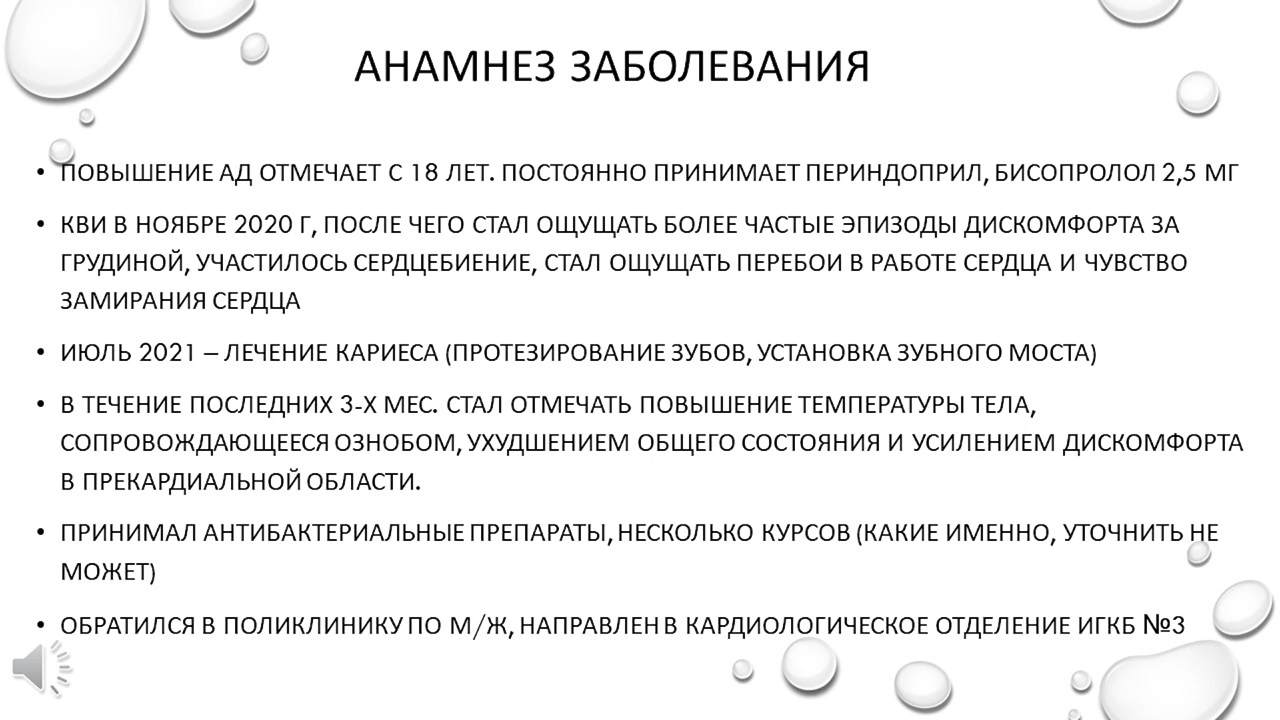 АНАМНЕЗ ЗАБОЛЕВАНИЯ
• ПОВЫШЕНИЕ АД ОТМЕЧАЕТ С 18 ЛЕТ. ПОСТОЯННО ПРИНИМАЕТ ПЕРИНДОПРИЛ, БИСОПРОЛОЛ 2,5 МГ
• КВИ В НОЯБРЕ 2020 Г, ПОСЛЕ ЧЕГО СТАЛ ОЩУЩАТЬ БОЛЕЕ ЧАСТЫЕ ЭПИЗОДЫ ДИСКОМФОРТА ЗА
ГРУДИНОЙ, УЧАСТИЛОСЬ СЕРДЦЕБИЕНИЕ, СТАЛ ОЩУЩАТЬ ПЕРЕБОИ В РАБОТЕ СЕРДЦА И ЧУВСТВО
ЗАМИРАНИЯ СЕРДЦА
• ИЮЛЬ 2021 – ЛЕЧЕНИЕ КАРИЕСА (ПРОТЕЗИРОВАНИЕ ЗУБОВ, УСТАНОВКА ЗУБНОГО МОСТА)
• В ТЕЧЕНИЕ ПОСЛЕДНИХ 3-Х МЕС. СТАЛ ОТМЕЧАТЬ ПОВЫШЕНИЕ ТЕМПЕРАТУРЫ ТЕЛА,
СОПРОВОЖДАЮЩЕЕСЯ ОЗНОБОМ, УХУДШЕНИЕМ ОБЩЕГО СОСТОЯНИЯ И УСИЛЕНИЕМ ДИСКОМФОРТА
В ПРЕКАРДИАЛЬНОЙ ОБЛАСТИ.
• ПРИНИМАЛ АНТИБАКТЕРИАЛЬНЫЕ ПРЕПАРАТЫ, НЕСКОЛЬКО КУРСОВ (КАКИЕ ИМЕННО, УТОЧНИТЬ НЕ
МОЖЕТ)
• ОБРАТИЛСЯ В ПОЛИКЛИНИКУ ПО М/Ж, НАПРАВЛЕН В КАРДИОЛОГИЧЕСКОЕ ОТДЕЛЕНИЕ ИГКБ №3